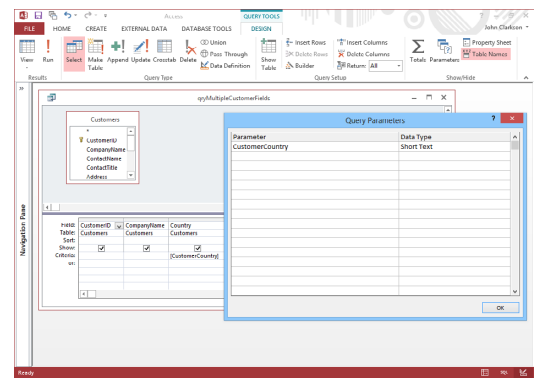 Access
QUERY TOOLS
FILE HOME CREATE EXTERNAL DATA DATABASE TOOLS DESIGN
John Clarkson
View Run Select Make Table Append Update Crosstab Delete
Union
Pass Through
Data Definition
Show Table
Insert Rows
Delete Rows
Builder
Insert Columns
Delete Columns
Return: All
Totals Parameters
Property Sheet
Table Names
Results Query Type Query Setup Show/Hide
Navigation Pane
qryMultipleCustomerFields
Customers
*
CustomerID
CompanyName
ContactName
ContactTitle
Address
Field: CustomerID CompanyName Country
Table: Customers Customers Customers
Sort:
Show:
Criteria: [CustomerCountry]
or:
Query Parameters
Parameter Data Type
CustomerCountry Short Text
OK
Ready
SQL